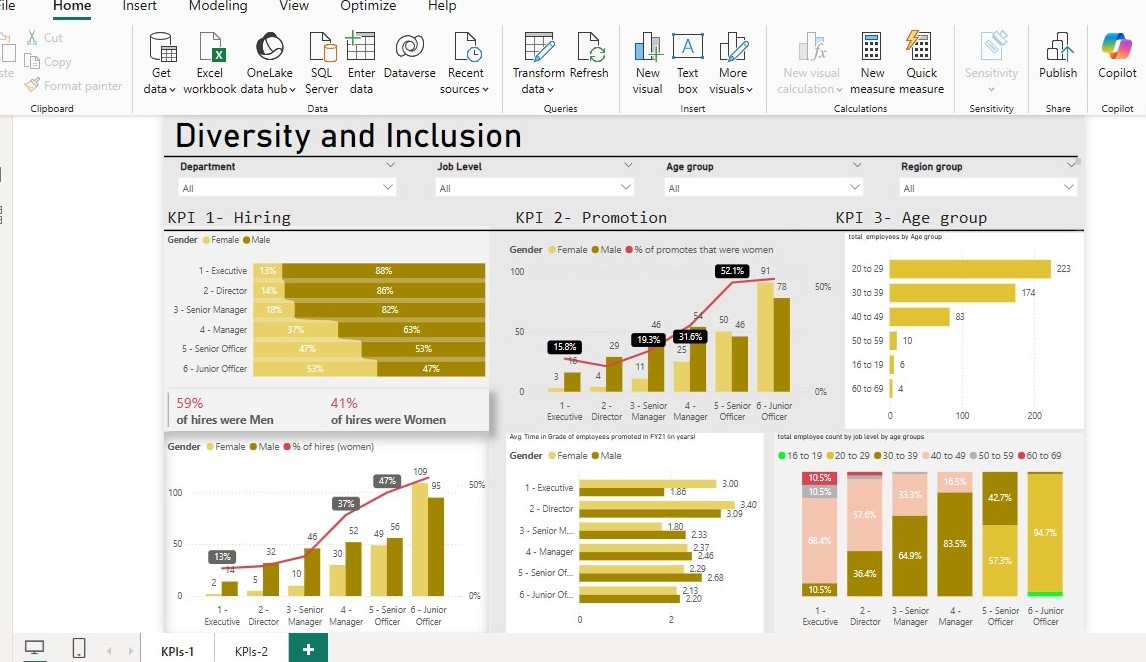 File
Home
Insert
Modeling
View
Optimize
Help
Cut
Copy
Format painter
Clipboard
Get data
Excel workbook
OneLake data hub
SQL Server
Enter data
Dataverse
Recent sources
Data
Transform data
Refresh
Queries
New visual
Text box
More visuals
Insert
New visual calculation
New measure
Quick measure
Calculations
Sensitivity
Sensitivity
Publish
Share
Copilot
Copilot
Diversity and Inclusion
Department
All
Job Level
All
Age group
All
Region group
All
KPI 1- Hiring
Gender Female Male
1 - Executive 13% 88%
2 - Director 14% 86%
3 - Senior Manager 18% 82%
4 - Manager 37% 63%
5 - Senior Officer 47% 53%
6 - Junior Officer 53% 47%
59%
of hires were Men
41%
of hires were Women
Gender Female Male % of hires (women)
100
50
0
50%
0%
13%
37%
47%
2 14
5 32
10 46
30 52
49 56
109 95
1 - Executive
2 - Director
3 - Senior Manager
4 - Manager
5 - Senior Officer
6 - Junior Officer
KPI 2- Promotion
Gender Female Male % of promotes that were women
100
50
0
50%
0%
15.8%
19.3%
31.6%
52.1%
3 16
4 29
11 46
25 54
50 46
91 78
1 - Executive
2 - Director
3 - Senior Manager
4 - Manager
5 - Senior Officer
6 - Junior Officer
Avg. Time in Grade of employees promoted in FY21 (in years)
Gender Female Male
1 - Executive 3.00 1.86
2 - Director 3.40 3.09
3 - Senior M... 1.80 2.33
4 - Manager 2.37 2.46
5 - Senior Of... 2.29 2.68
6 - Junior Of... 2.13 2.20
0 2
KPI 3- Age group
total_employees by Age group
20 to 29 223
30 to 39 174
40 to 49 83
50 to 59 10
16 to 19 6
60 to 69 4
0 100 200
total employee count by job level by age groups
16 to 19 20 to 29 30 to 39 40 to 49 50 to 59 60 to 69
10.5%
10.5%
68.4%
10.5%
57.6%
36.4%
33.3%
64.9%
16.5%
83.5%
42.7%
57.3%
94.7%
1 - Executive
2 - Director
3 - Senior Manager
4 - Manager
5 - Senior Officer
6 - Junior Officer
KPIs-1
KPIs-2